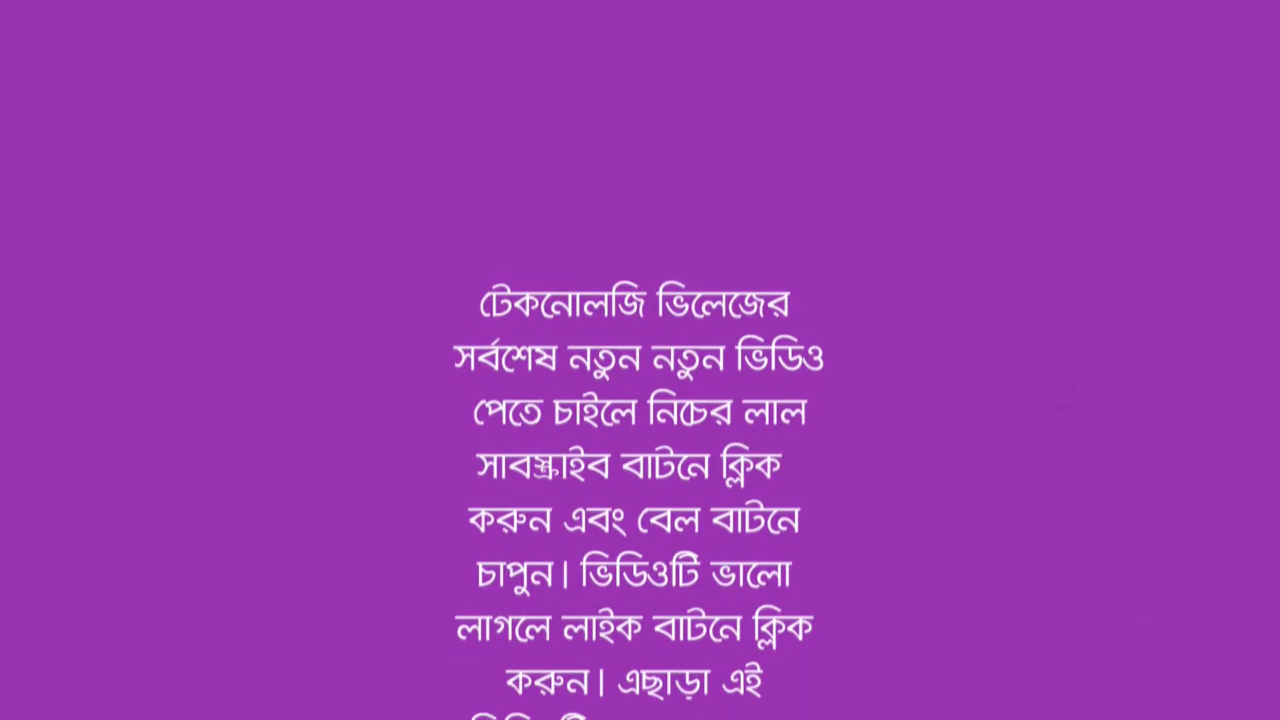 টেকনোলজি ভিলেজের
সর্বশেষ নতুন নতুন ভিডিও
পেতে চাইলে নিচের লাল
সাবস্ক্রাইব বাটনে ক্লিক
করুন এবং বেল বাটনে
চাপুন। ভিডিওটি ভালো
লাগলে লাইক বাটনে ক্লিক
করুন। এছাড়া এই